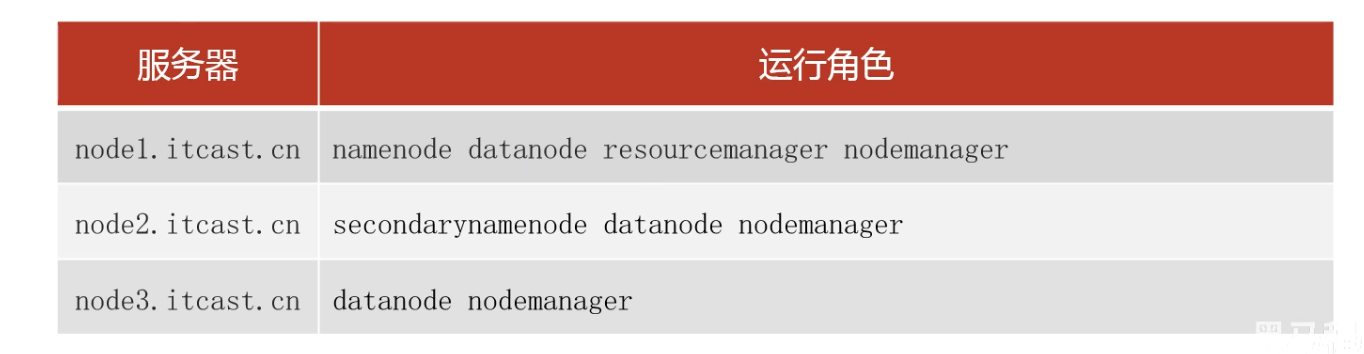 服务器 运行角色
node1.itcast.cn namenode datanode resourcemanager nodemanager
node2.itcast.cn secondarynamenode datanode nodemanager
node3.itcast.cn datanode nodemanager